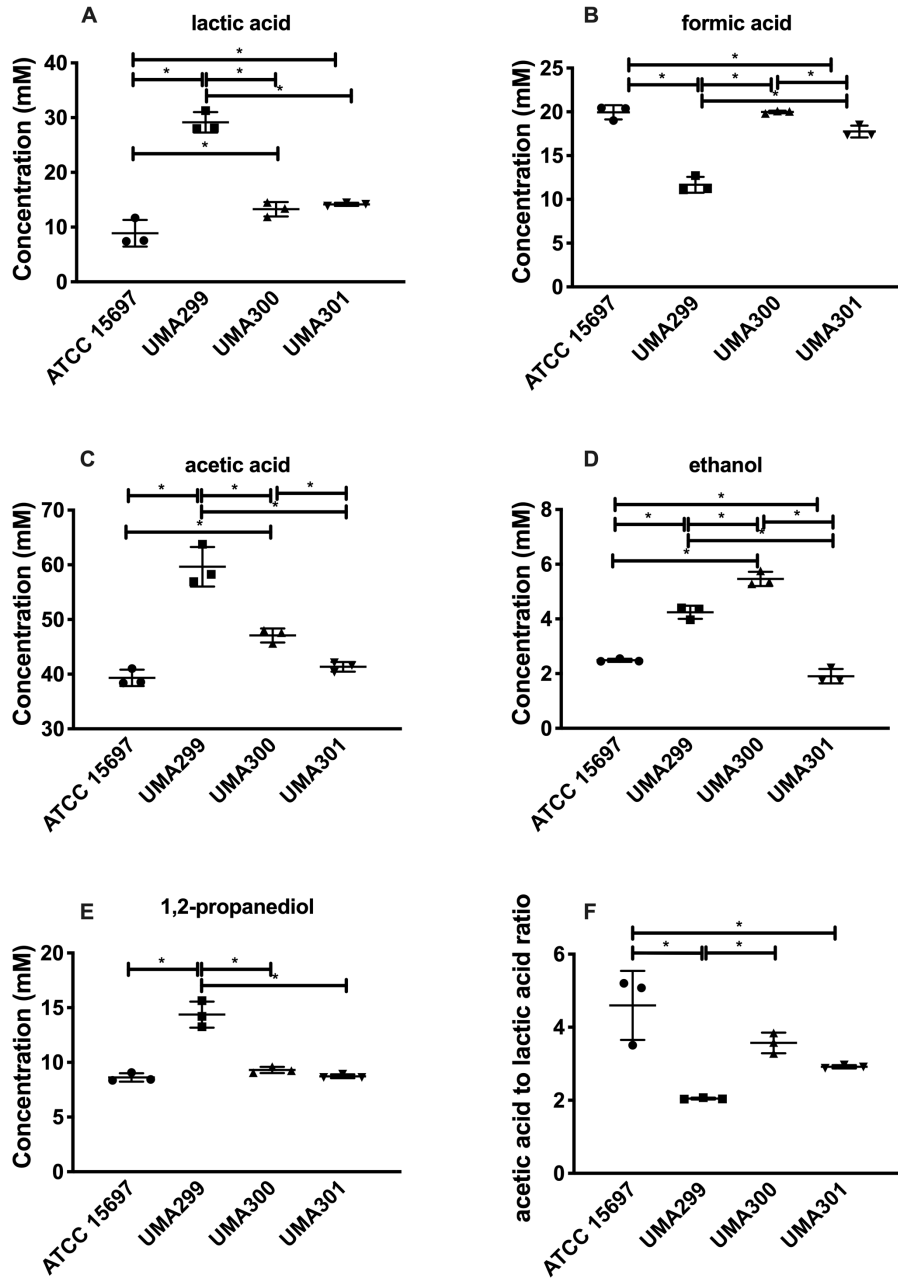 A
lactic acid
Concentration (mM)
40
30
20
10
0
*
*
*
*
*
ATCC 15697
UMA299
UMA300
UMA301
B
formic acid
Concentration (mM)
25
20
15
10
5
0
*
*
*
*
*
ATCC 15697
UMA299
UMA300
UMA301
C
acetic acid
Concentration (mM)
70
60
50
40
30
*
*
*
*
*
ATCC 15697
UMA299
UMA300
UMA301
D
ethanol
Concentration (mM)
8
6
4
2
0
*
*
*
*
*
*
ATCC 15697
UMA299
UMA300
UMA301
E
1,2-propanediol
Concentration (mM)
20
15
10
5
0
*
*
*
ATCC 15697
UMA299
UMA300
UMA301
F
acetic acid to lactic acid ratio
6
4
2
0
*
*
*
ATCC 15697
UMA299
UMA300
UMA301